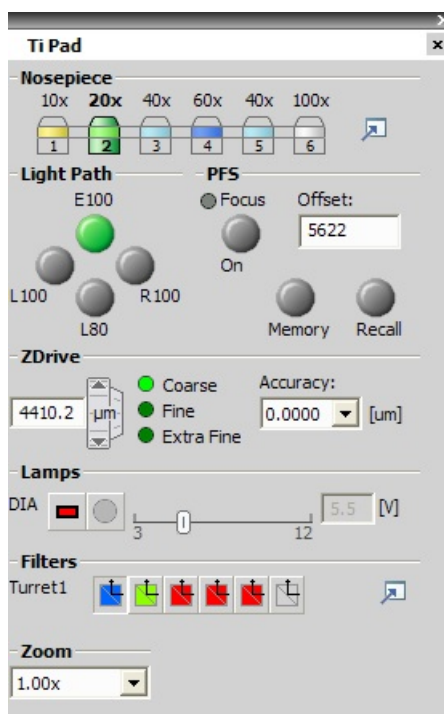 Ti Pad
Nosepiece
10x 20x 40x 60x 40x 100x
1 2 3 4 5 6
Light Path
PFS
E100
Focus
Offset:
5622
On
L100
R100
L80
Memory
Recall
ZDrive
4410.2
µm
Coarse
Fine
Extra Fine
Accuracy:
0.0000
[um]
Lamps
DIA
3
12
5.5
[V]
Filters
Turret1
Zoom
1.00x